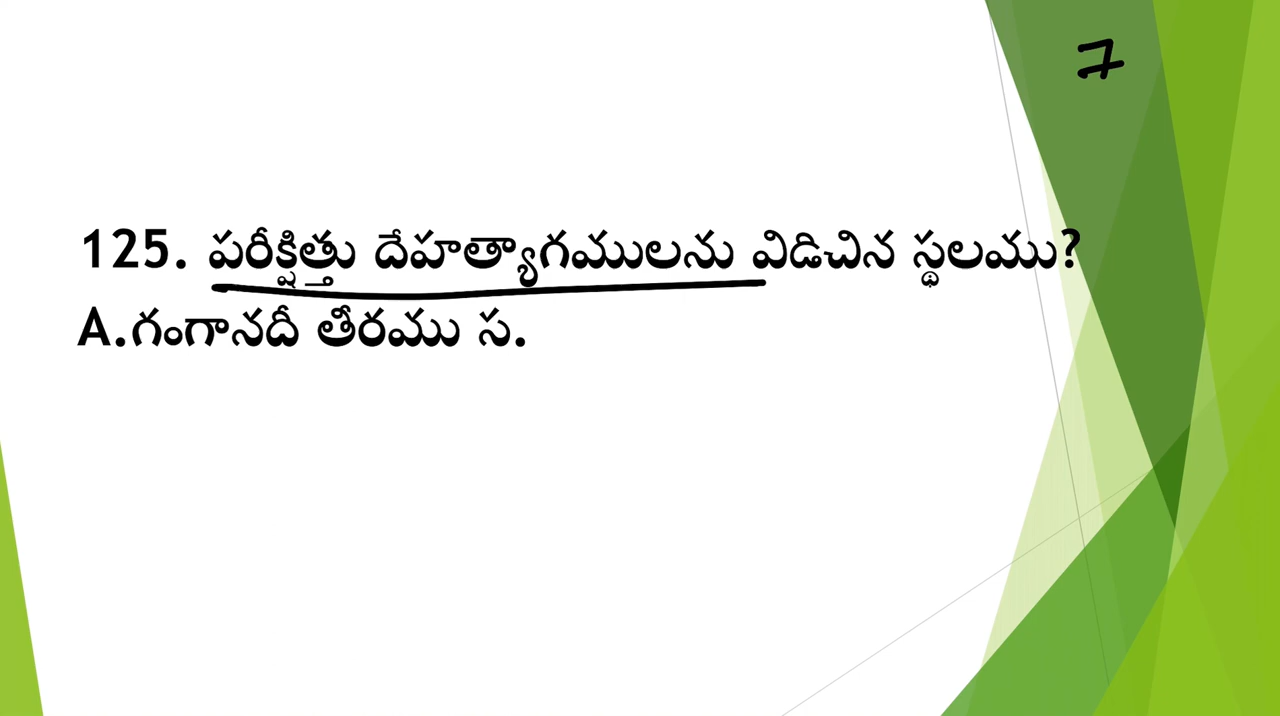 7
125. పరీక్షిత్తు దేహత్యాగములను విడిచిన స్థలము?
A.గంగానదీ తీరము స.